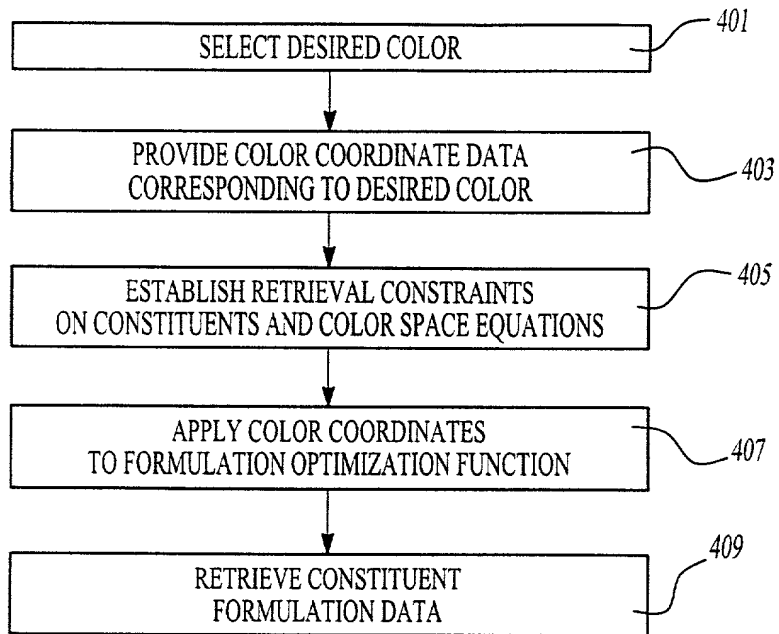 SELECT DESIRED COLOR
401
PROVIDE COLOR COORDINATE DATA
CORRESPONDING TO DESIRED COLOR
403
ESTABLISH RETRIEVAL CONSTRAINTS
ON CONSTITUENTS AND COLOR SPACE EQUATIONS
405
APPLY COLOR COORDINATES
TO FORMULATION OPTIMIZATION FUNCTION
407
RETRIEVE CONSTITUENT
FORMULATION DATA
409